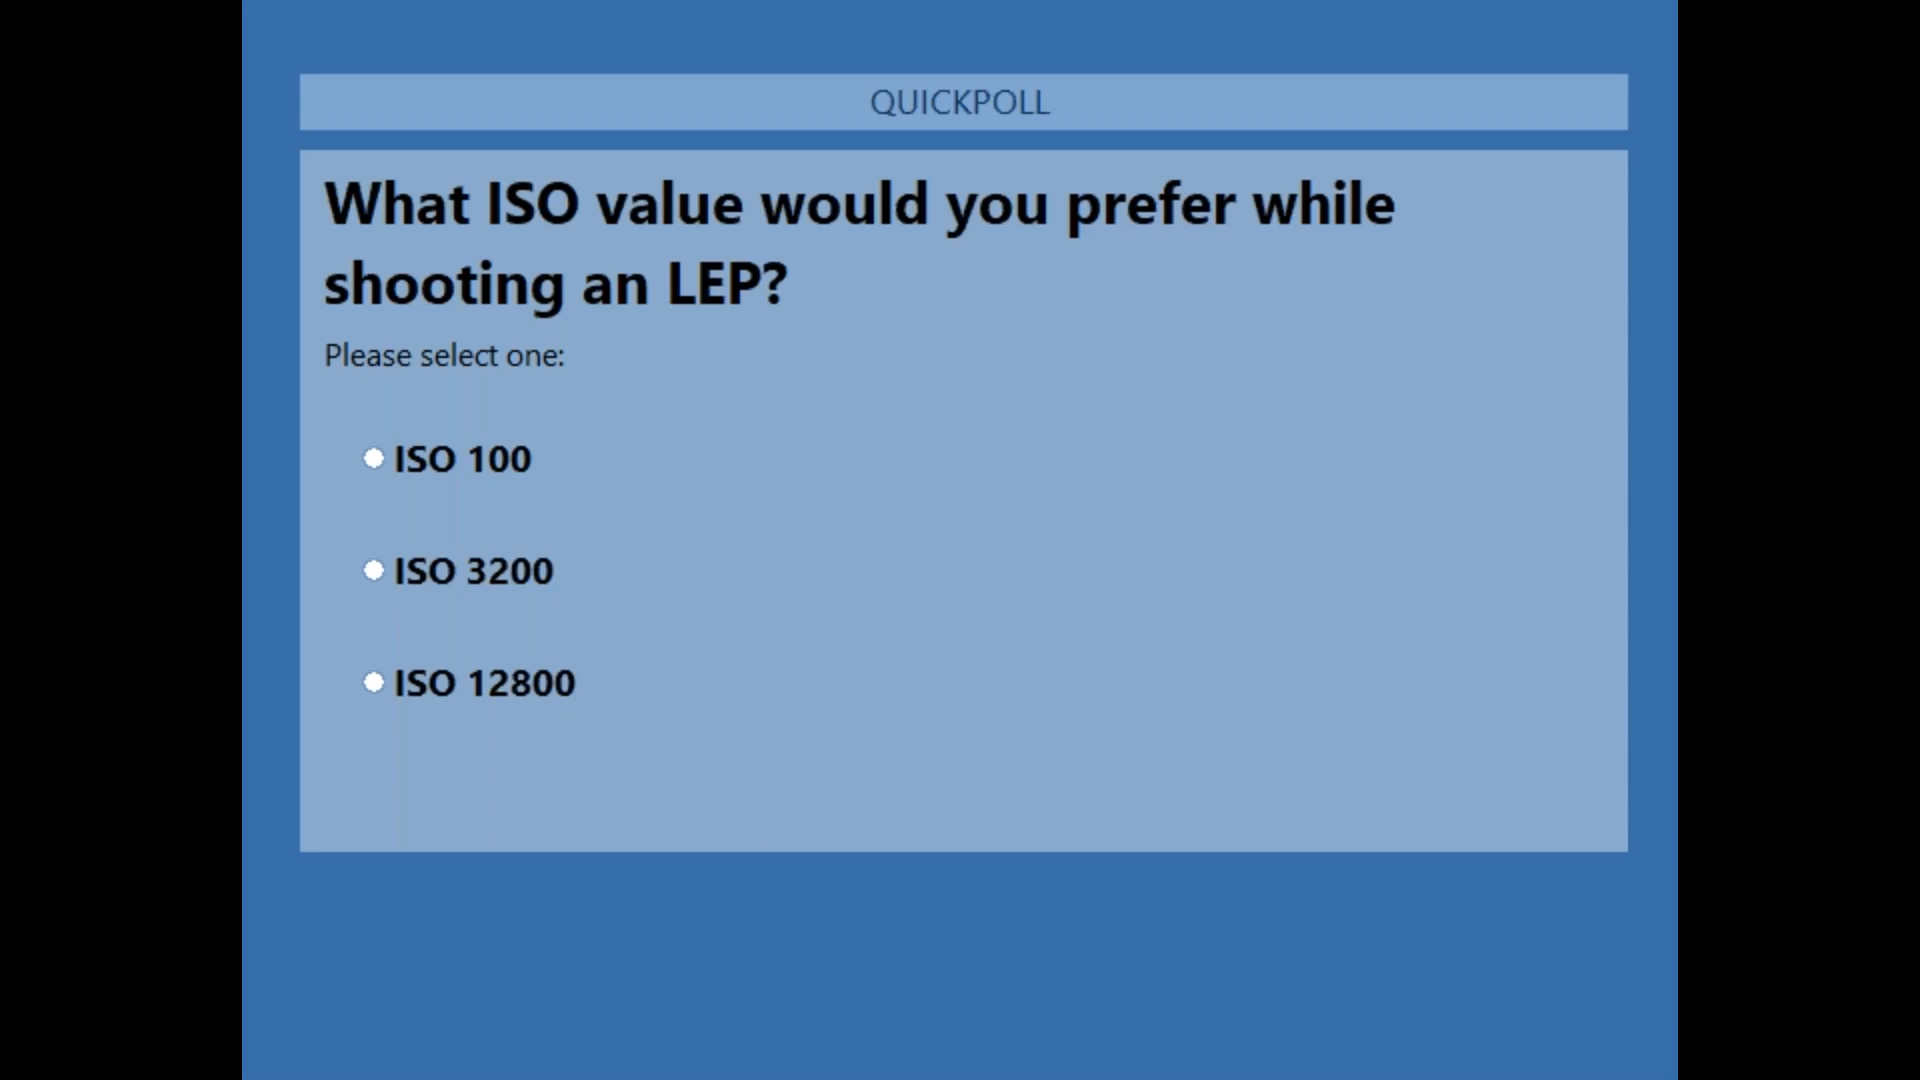 QUICKPOLL
What ISO value would you prefer while
shooting an LEP?
Please select one:
ISO 100
ISO 3200
ISO 12800